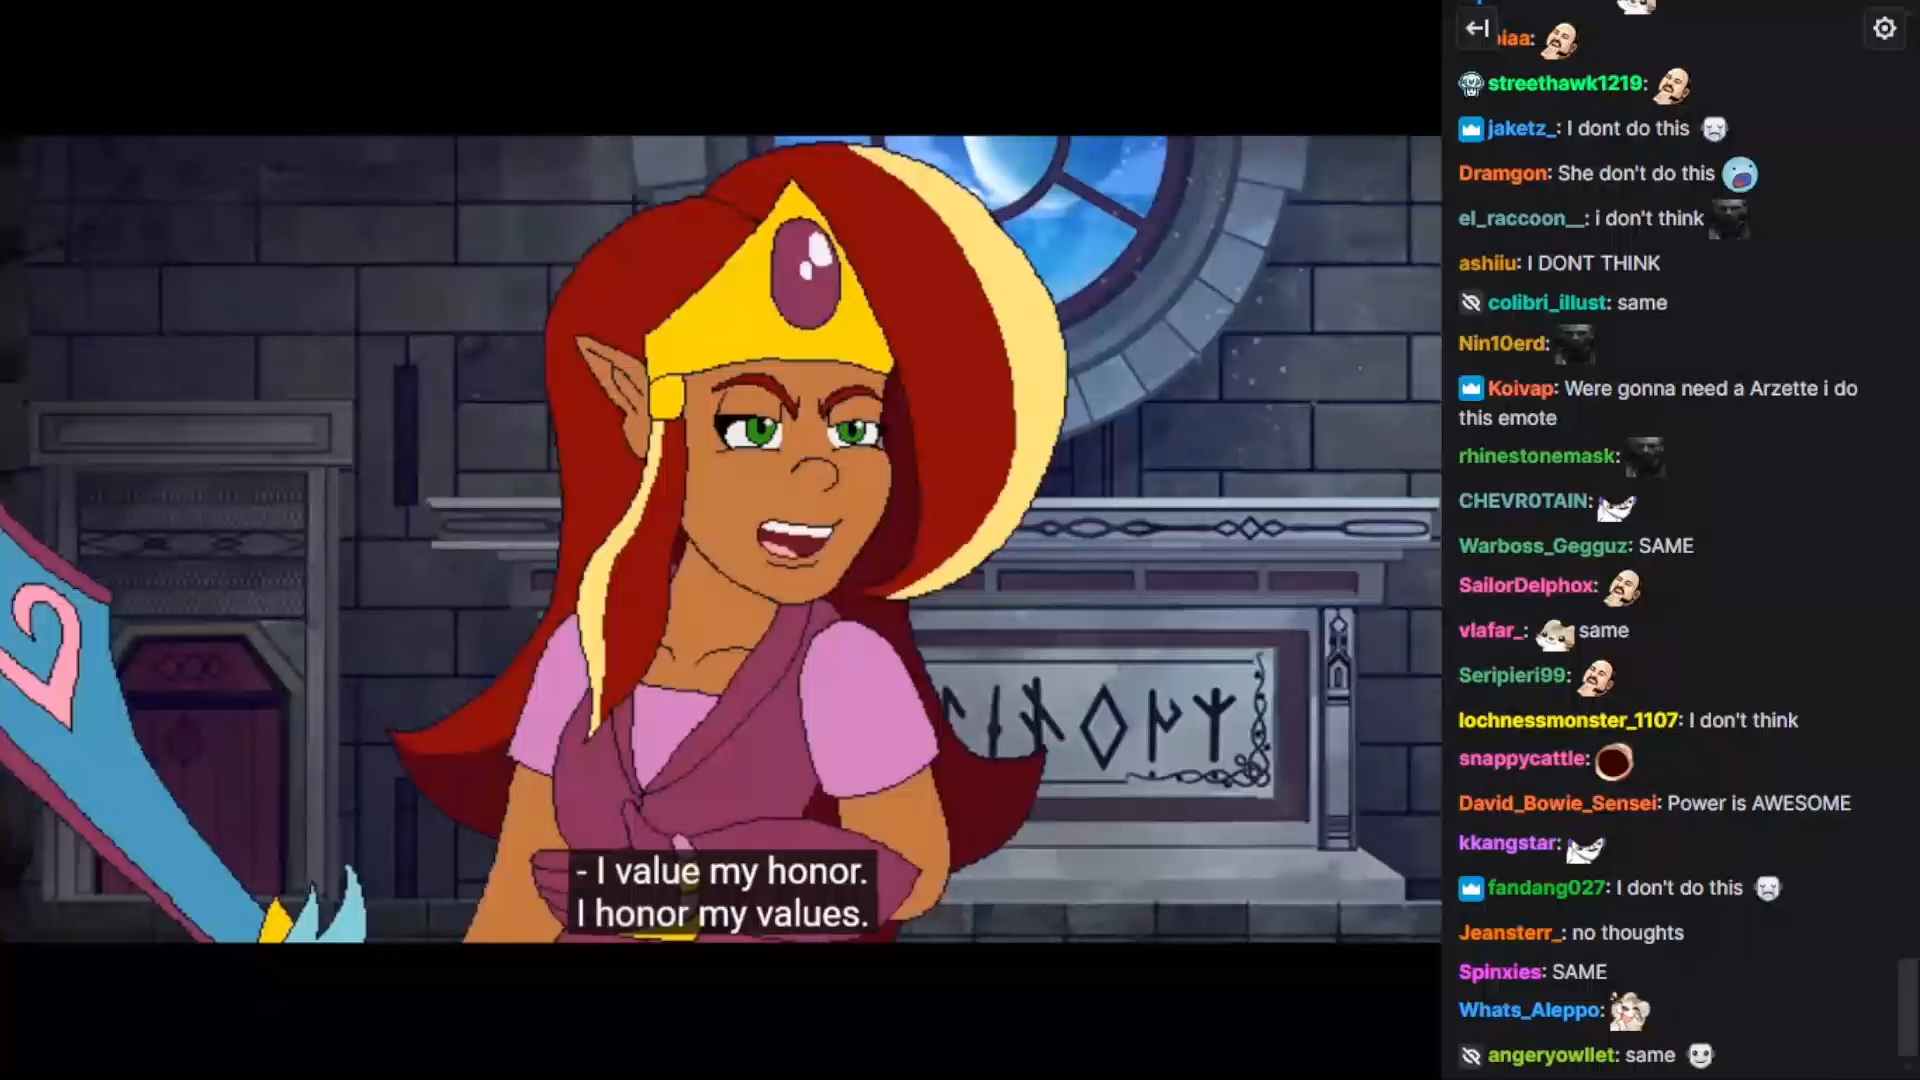 - I value my honor.
I honor my values.
iaa:
streethawk1219:
jaketz_: I dont do this
Dramgon: She don't do this
el_raccoon__: i don't think
ashiiu: I DONT THINK
colibri_illust: same
Nin10erd:
Koivap: Were gonna need a Arzette i do
this emote
rhinestonemask:
CHEVR0TAIN:
Warboss_Gegguz: SAME
SailorDelphox:
vlafar_: same
Seripieri99:
lochnessmonster_1107: I don't think
snappycattle:
David_Bowie_Sensei: Power is AWESOME
kkangstar:
fandang027: I don't do this
Jeansterr_: no thoughts
Spinxies: SAME
Whats_Aleppo:
angeryowllet: same